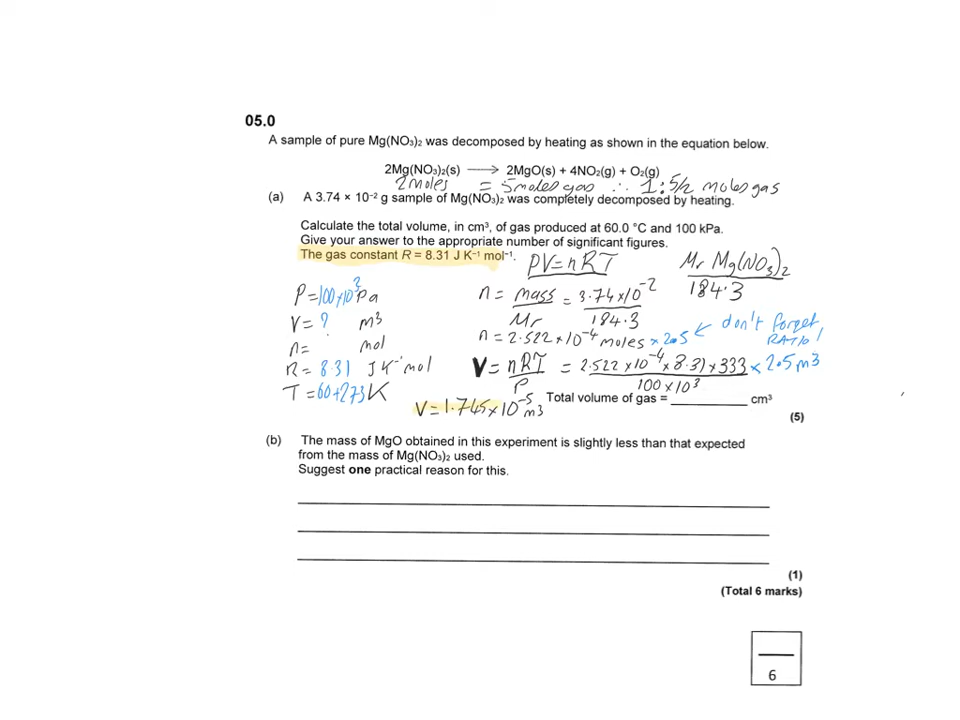 05.0
A sample of pure Mg(NO₃)₂ was decomposed by heating as shown in the equation below.
2Mg(NO₃)₂(s) ⟶ 2MgO(s) + 4NO₂(g) + O₂(g)
2 moles = 5 moles gas ∴ 1 : 5/2 moles gas
(a) A 3.74 × 10⁻² g sample of Mg(NO₃)₂ was completely decomposed by heating.
Calculate the total volume, in cm³, of gas produced at 60.0 °C and 100 kPa.
Give your answer to the appropriate number of significant figures.
The gas constant R = 8.31 J K⁻¹ mol⁻¹.
PV = nRT
Mr Mg(NO₃)₂
184.3
P = 100×10³ Pa
V = ? m³
n = mol
R = 8.31 J K⁻¹ mol
T = 60+273 K
n = mass / Mr = 3.74×10⁻² / 184.3
n = 2.522 × 10⁻⁴ moles × 2.5 ← don't forget
RATIO!
V = nRT / P = 2.522 × 10⁻⁴ × 8.31 × 333 / 100 × 10³ × 2.5 m³
V = 1.745 × 10⁻⁵ m³
Total volume of gas = __________ cm³
(5)
(b) The mass of MgO obtained in this experiment is slightly less than that expected
from the mass of Mg(NO₃)₂ used.
Suggest one practical reason for this.
(1)
(Total 6 marks)
6